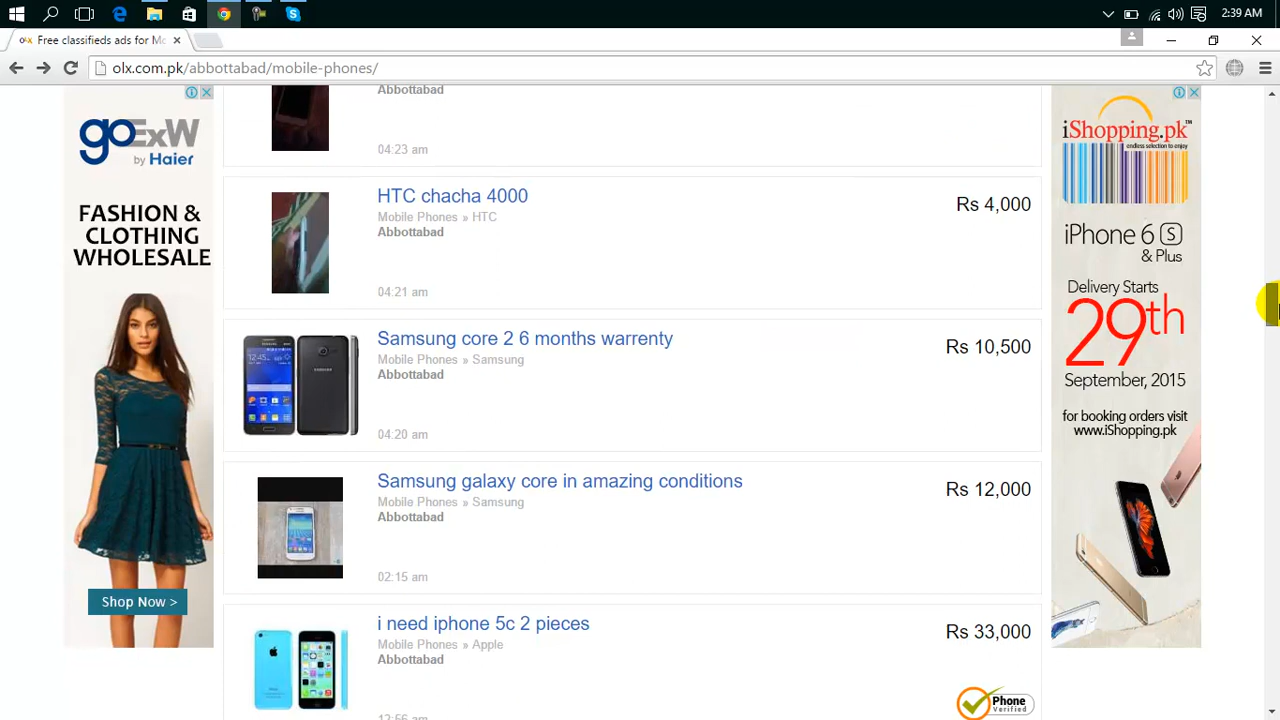 2:39 AM
Free classifieds ads for Mo
olx.com.pk/abbottabad/mobile-phones/
goExW
by Haier
FASHION &
CLOTHING
WHOLESALE
Shop Now >
Abbottabad
04:23 am
HTC chacha 4000
Rs 4,000
Mobile Phones » HTC
Abbottabad
04:21 am
Samsung core 2 6 months warrenty
Rs 10,500
Mobile Phones » Samsung
Abbottabad
04:20 am
Samsung galaxy core in amazing conditions
Rs 12,000
Mobile Phones » Samsung
Abbottabad
02:15 am
i need iphone 5c 2 pieces
Rs 33,000
Mobile Phones » Apple
Abbottabad
12:56 am
Phone
Verified
iShopping.pk™
endless selection to enjoy
iPhone 6 S
& Plus
Delivery Starts
29th
September, 2015
for booking orders visit
www.iShopping.pk